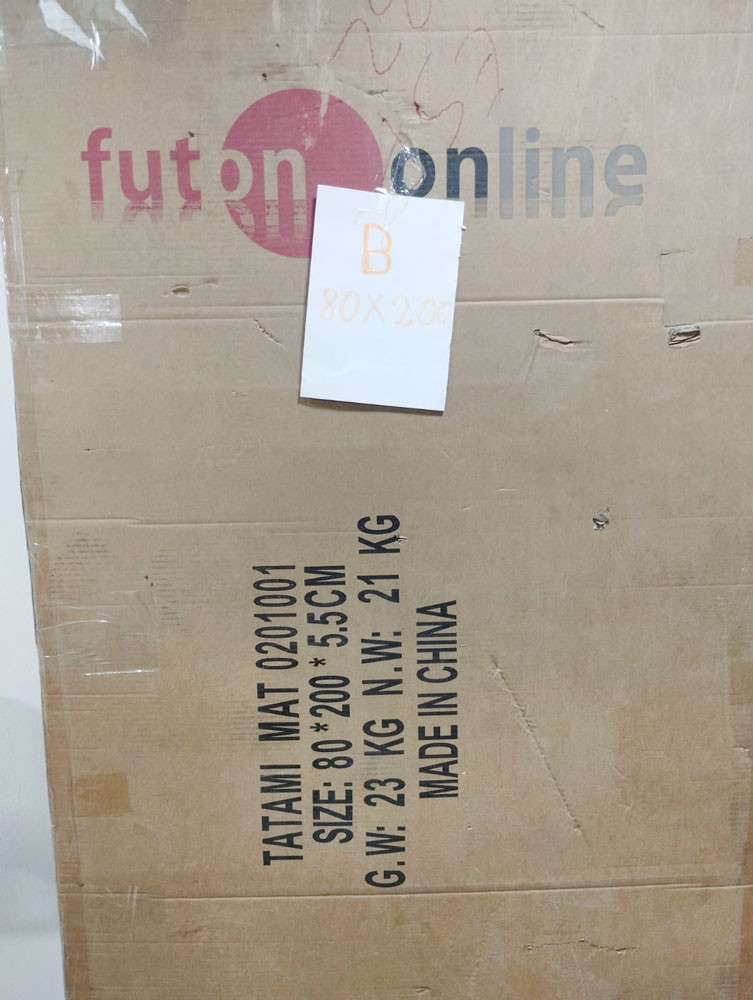 futon online
B
80X200
TATAMI MAT 0201001
SIZE: 80*200*5.5CM
G.W: 23 KG N.W: 21 KG
MADE IN CHINA